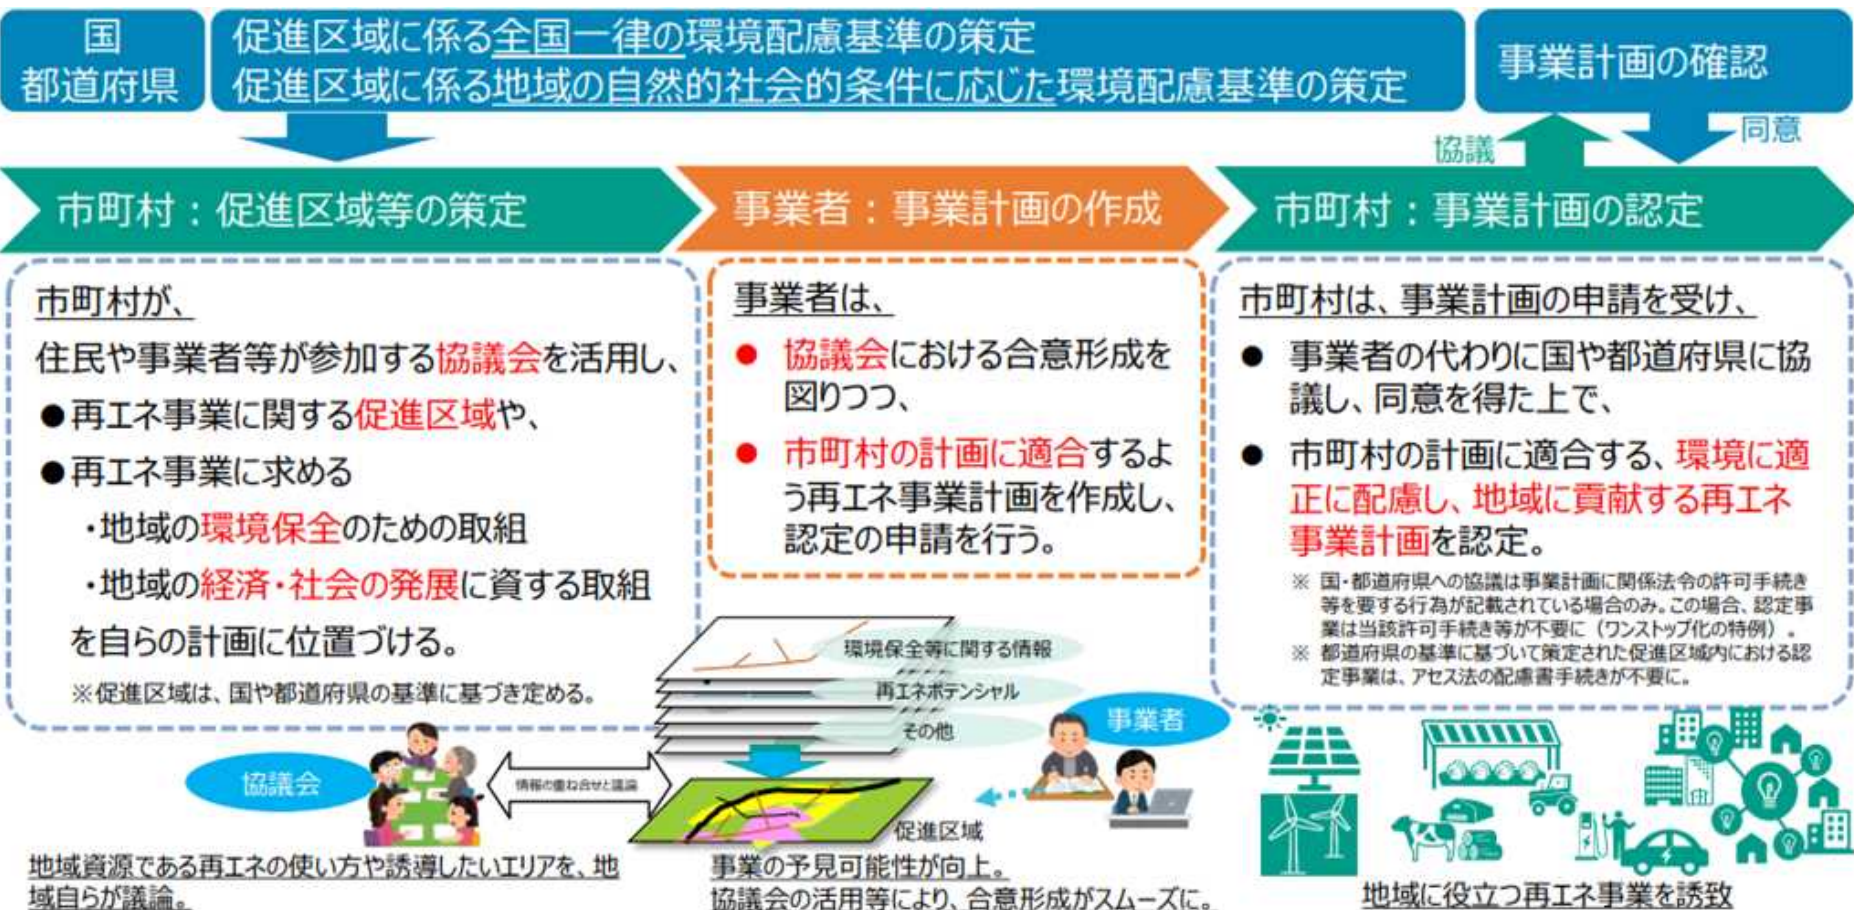 国
都道府県
促進区域に係る全国一律の環境配慮基準の策定
促進区域に係る地域の自然的社会的条件に応じた環境配慮基準の策定
事業計画の確認
協議
同意
市町村：促進区域等の策定
事業者：事業計画の作成
市町村：事業計画の認定
市町村が、
住民や事業者等が参加する協議会を活用し、
●再エネ事業に関する促進区域や、
●再エネ事業に求める
・地域の環境保全のための取組
・地域の経済・社会の発展に資する取組
を自らの計画に位置づける。
※促進区域は、国や都道府県の基準に基づき定める。
事業者は、
● 協議会における合意形成を
図りつつ、
● 市町村の計画に適合するよ
う再エネ事業計画を作成し、
認定の申請を行う。
市町村は、事業計画の申請を受け、
● 事業者の代わりに国や都道府県に協
議し、同意を得た上で、
● 市町村の計画に適合する、環境に適
正に配慮し、地域に貢献する再エネ
事業計画を認定。
※ 国・都道府県への協議は事業計画に関係法令の許可手続き
等を要する行為が記載されている場合のみ。この場合、認定事
業は当該許可手続き等が不要に（ワンストップ化の特例）。
※ 都道府県の基準に基づいて策定された促進区域内における認
定事業は、アセス法の配慮書手続きが不要に。
環境保全等に関する情報
再エネポテンシャル
その他
事業者
協議会
情報の重ね合せと議論
促進区域
地域資源である再エネの使い方や誘導したいエリアを、地
域自らが議論。
事業の予見可能性が向上。
協議会の活用等により、合意形成がスムーズに。
地域に役立つ再エネ事業を誘致